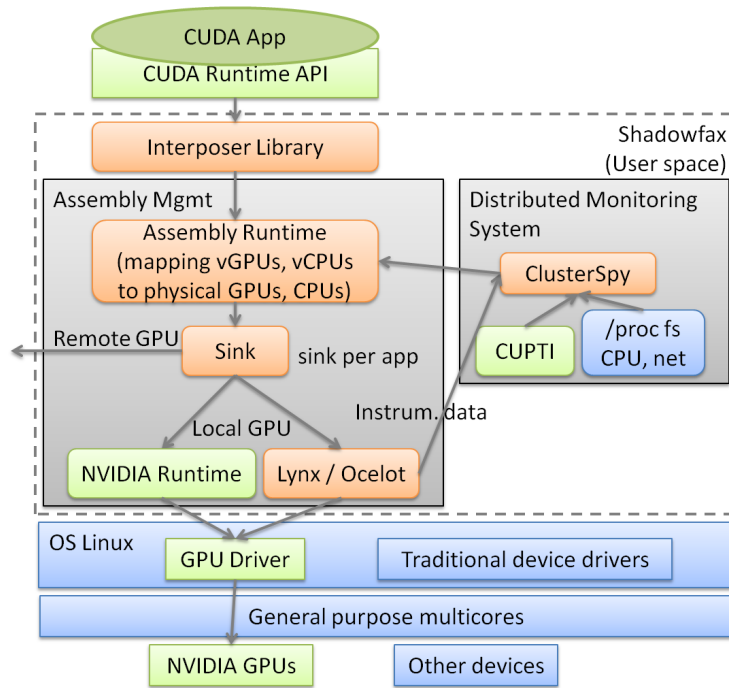 CUDA App
CUDA Runtime API
Shadowfax
(User space)
Interposer Library
Assembly Mgmt
Assembly Runtime
(mapping vGPUs, vCPUs
to physical GPUs, CPUs)
Distributed Monitoring
System
ClusterSpy
CUPTI
/proc fs
CPU, net
Remote GPU
Sink
sink per app
Instrum. data
Local GPU
NVIDIA Runtime
Lynx / Ocelot
OS Linux
GPU Driver
Traditional device drivers
General purpose multicores
NVIDIA GPUs
Other devices